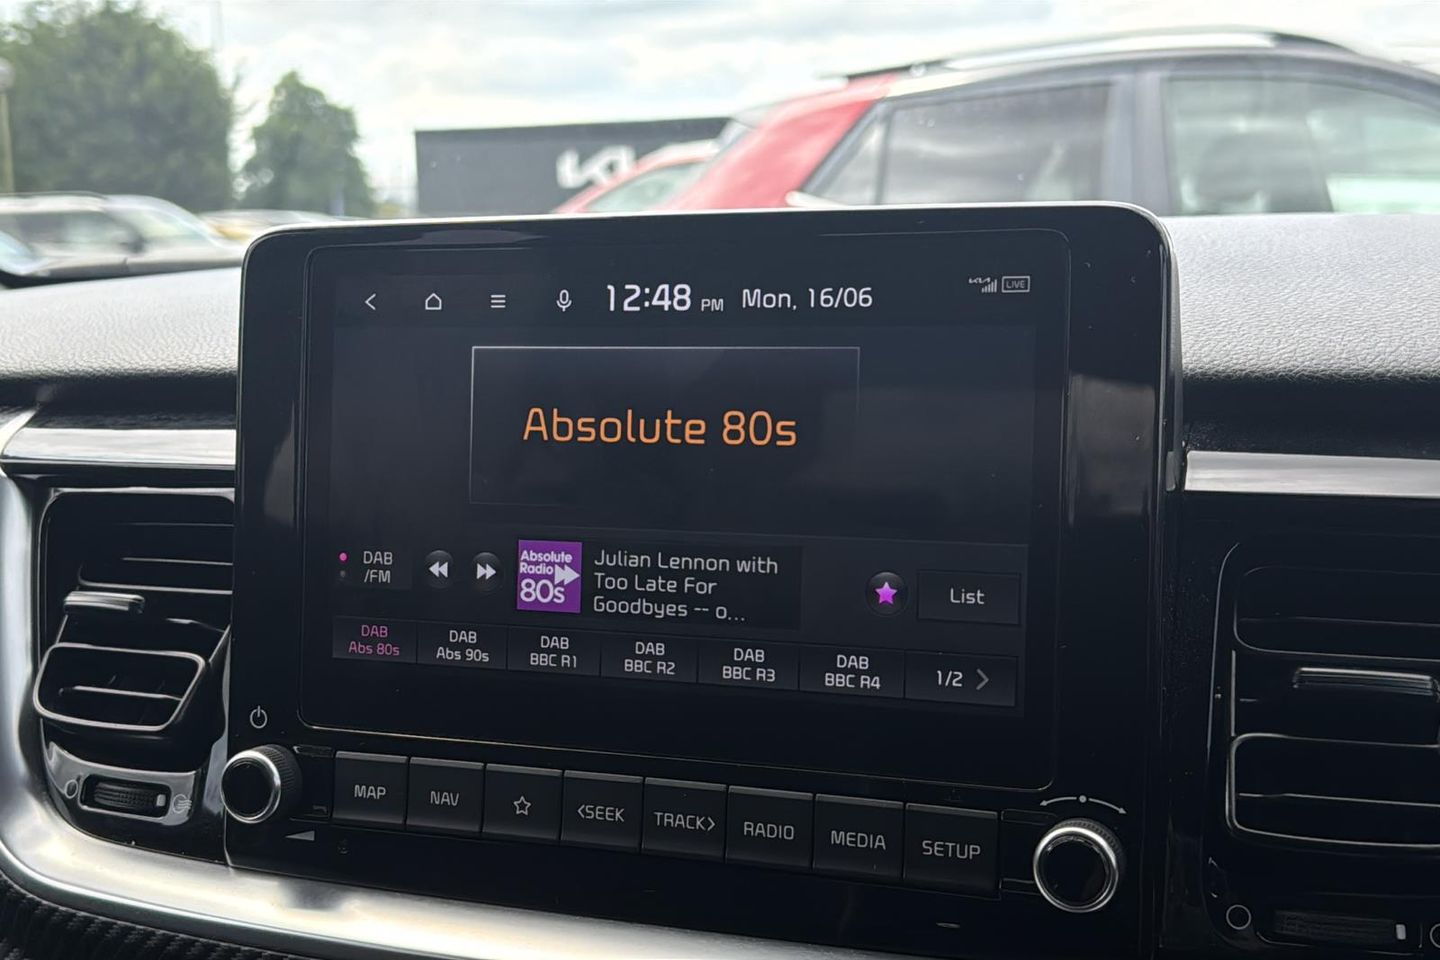 KIA
12:48 PM Mon, 16/06
KIA LIVE
Absolute 80s
DAB
/FM
Absolute
Radio
80s
Julian Lennon with
Too Late For
Goodbyes -- o...
List
DAB
Abs 80s
DAB
Abs 90s
DAB
BBC R1
DAB
BBC R2
DAB
BBC R3
DAB
BBC R4
1/2 >
MAP
NAV
<SEEK
TRACK>
RADIO
MEDIA
SETUP